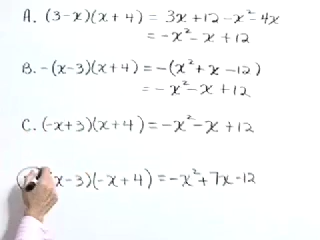 A. (3-x)(x+4) = 3x+12-x²-4x
= -x²-x+12
B. -(x-3)(x+4) = -(x²+x-12)
= -x²-x+12
C. (-x+3)(x+4) = -x²-x+12
x-3)(-x+4) = -x²+7x-12